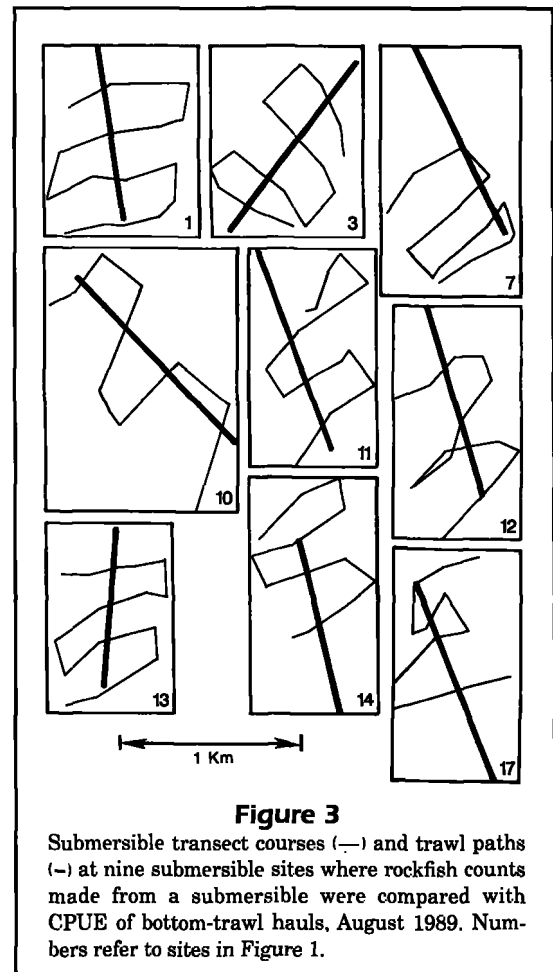 1
3
7
10
11
12
13
14
17
1 Km
Figure 3
Submersible transect courses (—) and trawl paths
(–) at nine submersible sites where rockfish counts
made from a submersible were compared with
CPUE of bottom-trawl hauls, August 1989. Num-
bers refer to sites in Figure 1.